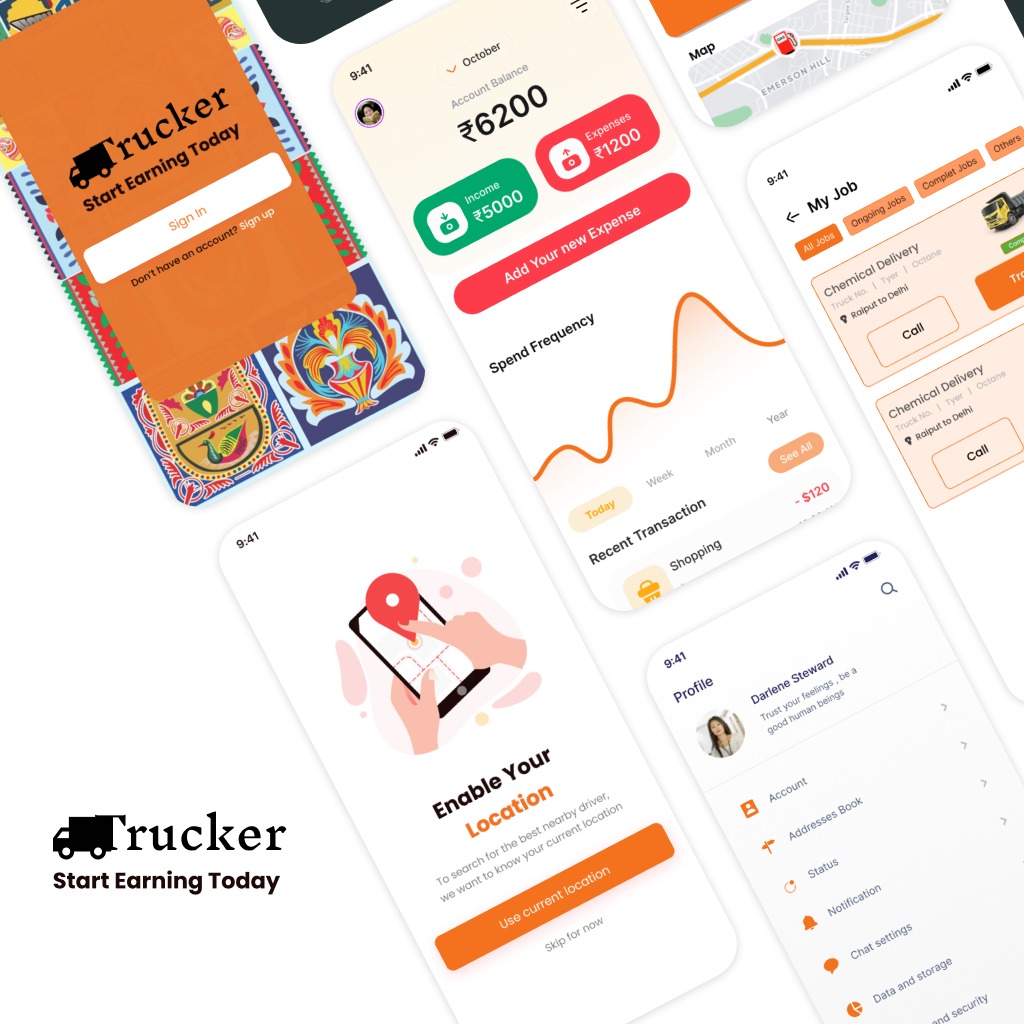 Trucker
Start Earning Today
Sign In
Don't have an account? Sign up
9:41
October
Account Balance
₹6200
Income
₹5000
Expenses
₹1200
Add Your new Expense
Spend Frequency
Today
Week
Month
Year
Recent Transaction
See All
Shopping
- $120
Map
EMERSON HILL
9:41
My Job
All Jobs
Ongoing Jobs
Complet Jobs
Others
Chemical Delivery
Truck No. | Tyer | Octane
Raiput to Delhi
Call
Chemical Delivery
Truck No. | Tyer | Octane
Raiput to Delhi
Call
9:41
Enable Your
Location
To search for the best nearby driver,
we want to know your current location
Use current location
Skip for now
9:41
Profile
Darlene Steward
Trust your feelings , be a
good human beings
Account
Addresses Book
Status
Notification
Chat settings
Data and storage
and security
Trucker
Start Earning Today